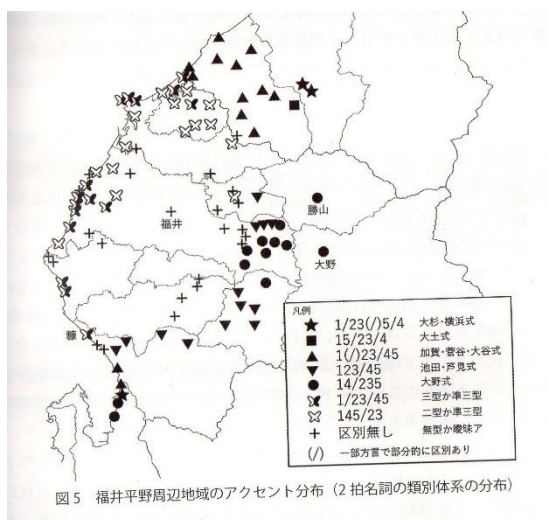 勝山
福井
大野
糠
凡例
★ 1/23(/)5/4 大杉・横浜式
■ 15/23/4 大土式
▲ 1(/)23/45 加賀・菅谷・大谷式
▼ 123/45 池田・芦見式
● 14/235 大野式
1/23/45 三型か準三型
145/23 二型か準三型
+ 区別無し 無型か曖昧ア
(/) 一部方言で部分的に区別あり
図5 福井平野周辺地域のアクセント分布(2拍名詞の類別体系の分布)